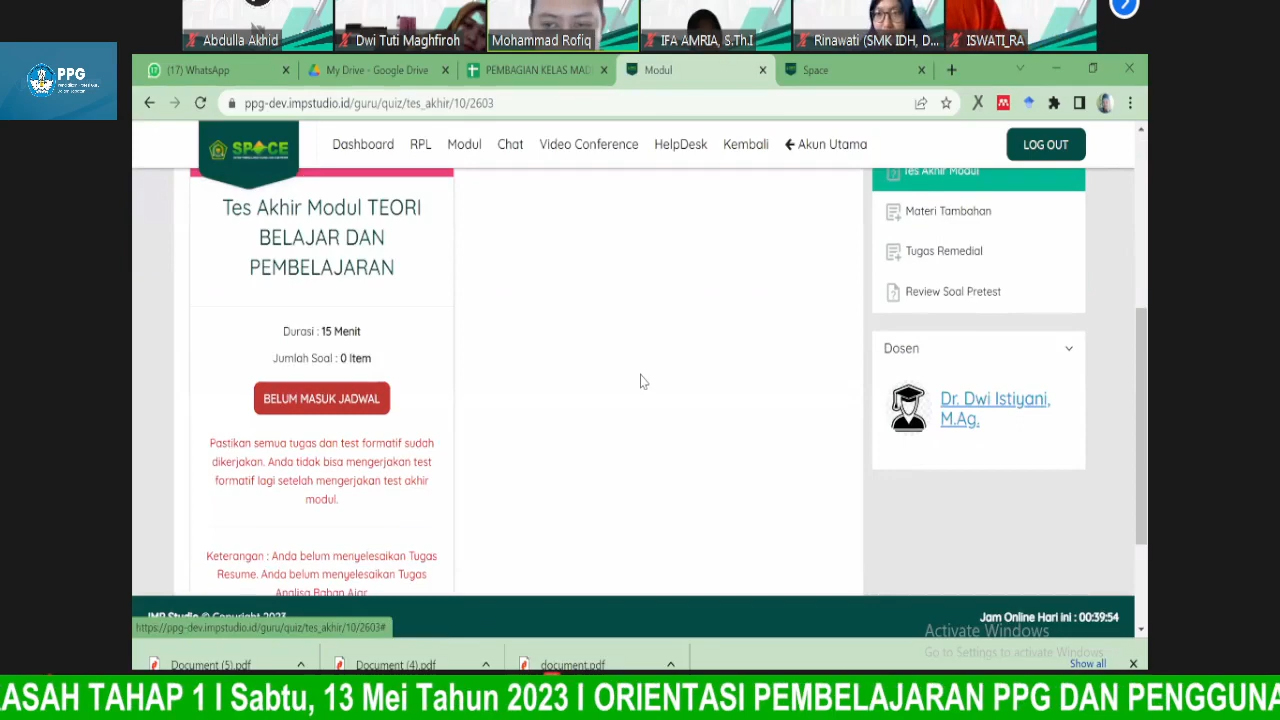 Abdulla Akhid
Dwi Tuti Maghfiroh
Mohammad Rofiq
IFA AMRIA, S.Th.I
Rinawati (SMK IDH, D...
ISWATI_RA
PPG
(17) WhatsApp
My Drive - Google Drive
PEMBAGIAN KELAS MAD
Modul
Space
ppg-dev.impstudio.id/guru/quiz/tes_akhir/10/2603
SPACE
Dashboard
RPL
Modul
Chat
Video Conference
HelpDesk
Kembali
Akun Utama
LOG OUT
Tes Akhir Modul TEORI
BELAJAR DAN
PEMBELAJARAN
Durasi : 15 Menit
Jumlah Soal : 0 Item
BELUM MASUK JADWAL
Pastikan semua tugas dan test formatif sudah
dikerjakan. Anda tidak bisa mengerjakan test
formatif lagi setelah mengerjakan test akhir
modul.
Keterangan : Anda belum menyelesaikan Tugas
Resume. Anda belum menyelesaikan Tugas
Analisa Bahan Ajar
Tes Akhir Modul
Materi Tambahan
Tugas Remedial
Review Soal Pretest
Dosen
Dr. Dwi Istiyani,
M.Ag.
IMP Studio © Copyright 2023
Jam Online Hari ini : 00:39:54
https://ppg-dev.impstudio.id/guru/quiz/tes_akhir/10/2603#
Activate Windows
Go to Settings to activate Windows.
Document (5).pdf
Document (4).pdf
document.pdf
Show all
ASAH TAHAP 1 I Sabtu, 13 Mei Tahun 2023 I ORIENTASI PEMBELAJARAN PPG DAN PENGGUNA